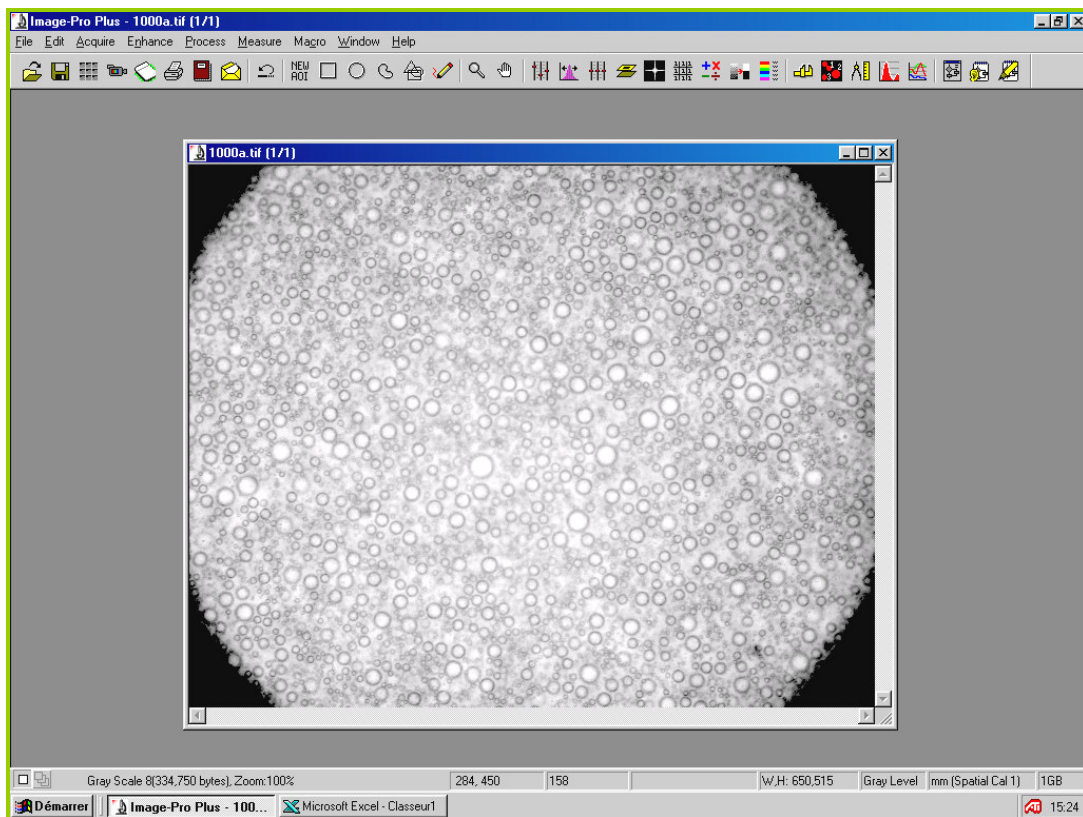 Image-Pro Plus - 1000a.tif (1/1)
File Edit Acquire Enhance Process Measure Macro Window Help
NEW
AOI
1000a.tif (1/1)
Gray Scale 8(334,750 bytes), Zoom:100% 284, 450 158 W,H: 650,515 Gray Level mm (Spatial Cal 1) 1GB
Démarrer Image-Pro Plus - 100... Microsoft Excel - Classeur1 15:24